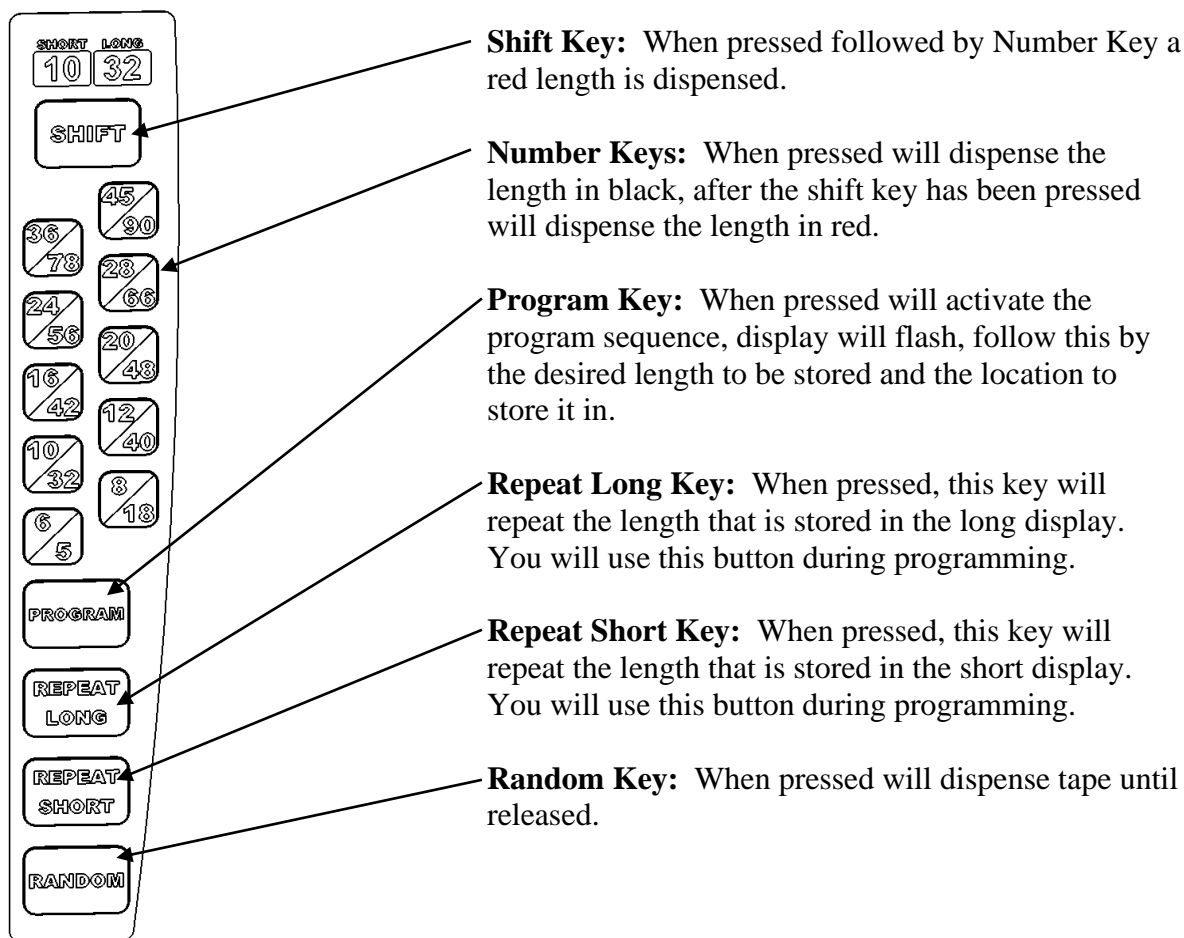 SHORT LONG
10 32
SHIFT
45
90
36
78
28
66
24
56
20
48
16
42
12
40
10
32
8
18
6
5
PROGRAM
REPEAT
LONG
REPEAT
SHORT
RANDOM
Shift Key: When pressed followed by Number Key a
red length is dispensed.
Number Keys: When pressed will dispense the
length in black, after the shift key has been pressed
will dispense the length in red.
Program Key: When pressed will activate the
program sequence, display will flash, follow this by
the desired length to be stored and the location to
store it in.
Repeat Long Key: When pressed, this key will
repeat the length that is stored in the long display.
You will use this button during programming.
Repeat Short Key: When pressed, this key will
repeat the length that is stored in the short display.
You will use this button during programming.
Random Key: When pressed will dispense tape until
released.